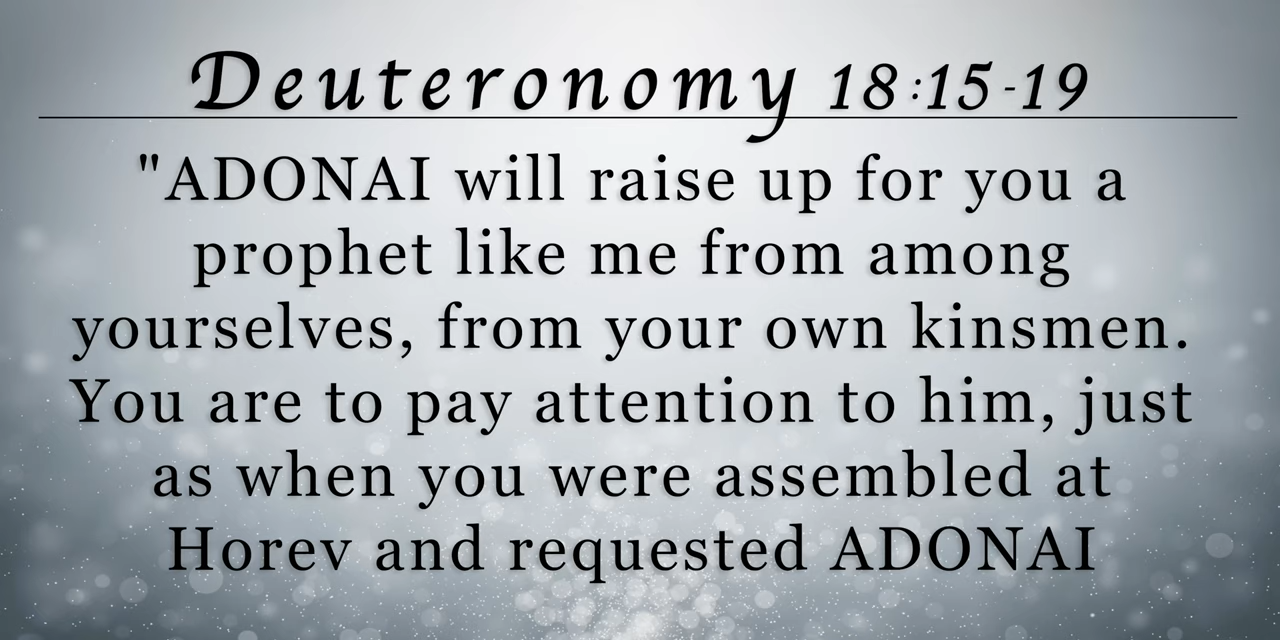 Deuteronomy 18:15-19
"ADONAI will raise up for you a
prophet like me from among
yourselves, from your own kinsmen.
You are to pay attention to him, just
as when you were assembled at
Horev and requested ADONAI